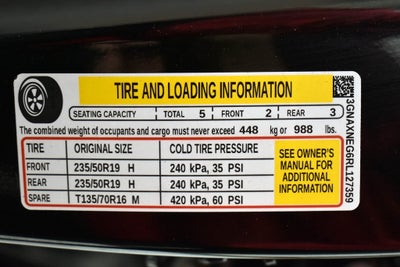 TIRE AND LOADING INFORMATION
SEATING CAPACITY TOTAL 5 FRONT 2 REAR 3
The combined weight of occupants and cargo must never exceed 448 kg or 988 lbs.
TIRE ORIGINAL SIZE COLD TIRE PRESSURE
FRONT 235/50R19 H 240 kPa, 35 PSI
REAR 235/50R19 H 240 kPa, 35 PSI
SPARE T135/70R16 M 420 kPa, 60 PSI
SEE OWNER'S
MANUAL FOR
ADDITIONAL
INFORMATION
3GNAXNEG6RL127359